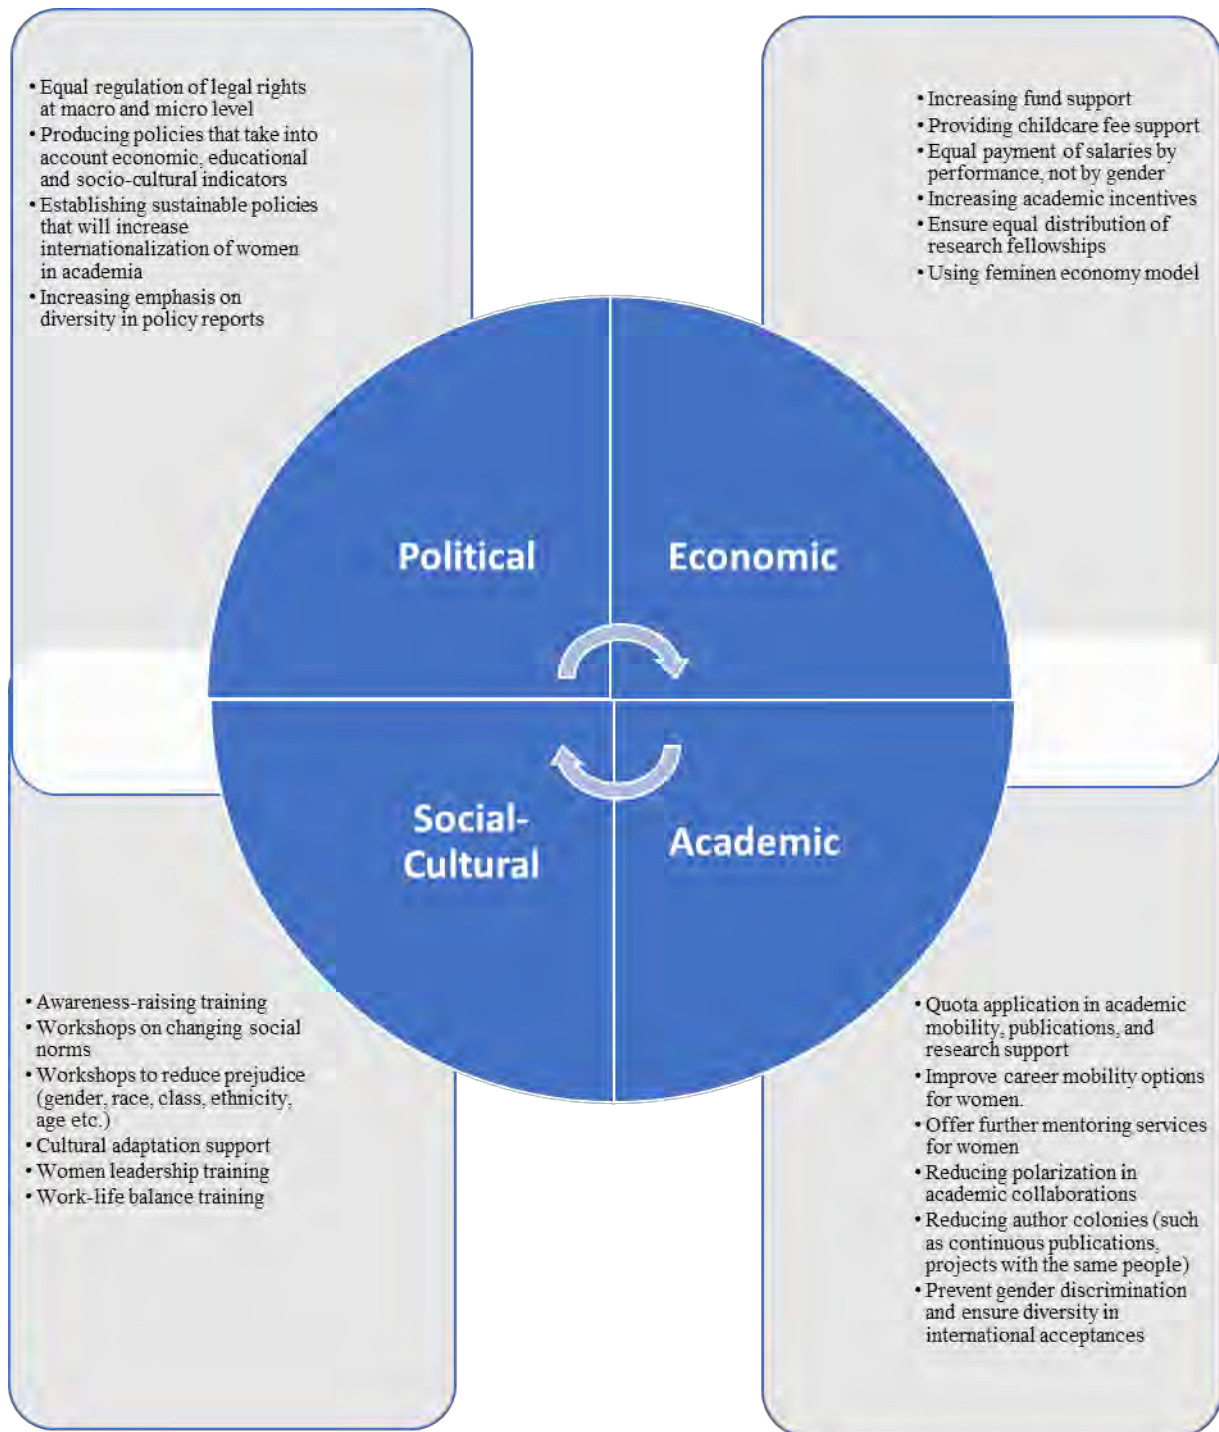 • Equal regulation of legal rights
at macro and micro level
• Producing policies that take into
account economic, educational
and socio-cultural indicators
• Establishing sustainable policies
that will increase
internationalization of women
in academia
• Increasing emphasis on
diversity in policy reports
• Increasing fund support
• Providing childcare fee support
• Equal payment of salaries by
performance, not by gender
• Increasing academic incentives
• Ensure equal distribution of
research fellowships
• Using feminen economy model
Political
Economic
Social-
Cultural
Academic
• Awareness-raising training
• Workshops on changing social
norms
• Workshops to reduce prejudice
(gender, race, class, ethnicity,
age etc.)
• Cultural adaptation support
• Women leadership training
• Work-life balance training
• Quota application in academic
mobility, publications, and
research support
• Improve career mobility options
for women.
• Offer further mentoring services
for women
• Reducing polarization in
academic collaborations
• Reducing author colonies (such
as continuous publications,
projects with the same people)
• Prevent gender discrimination
and ensure diversity in
international acceptances